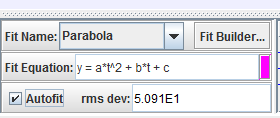 Fit Name: Parabola Fit Builder...
Fit Equation: y = a*t^2 + b*t + c
Autofit rms dev: 5.091E1